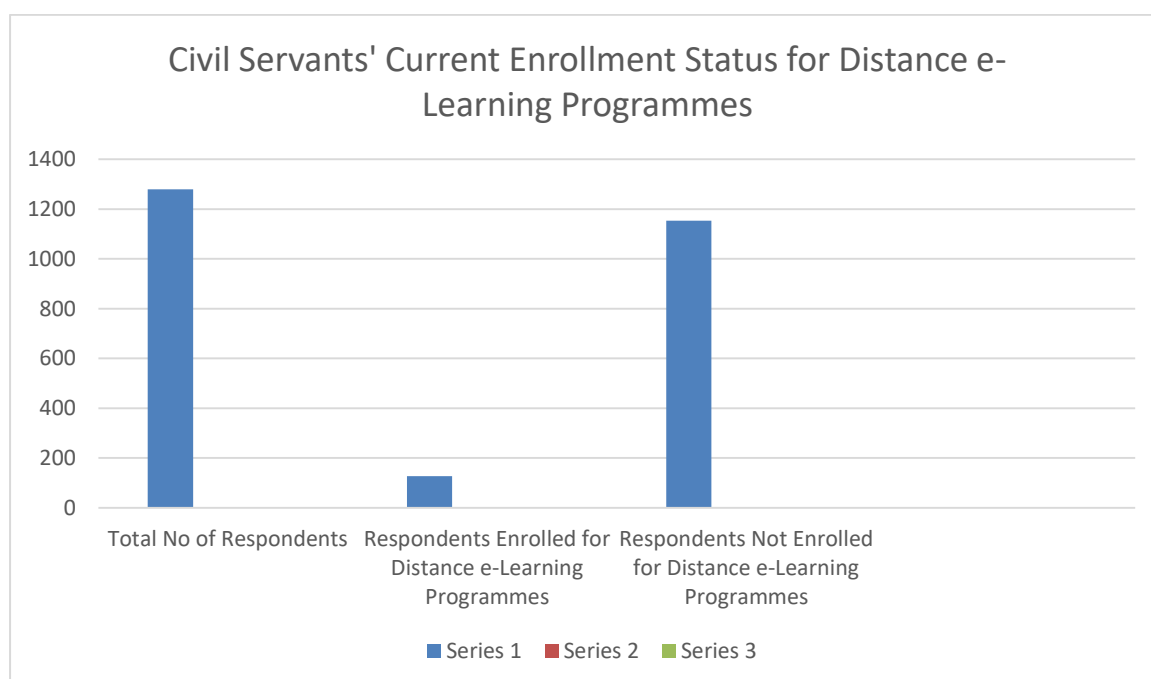 Civil Servants' Current Enrollment Status for Distance e-
Learning Programmes
1400
1200
1000
800
600
400
200
0
Total No of Respondents
Respondents Enrolled for
Distance e-Learning
Programmes
Respondents Not Enrolled
for Distance e-Learning
Programmes
Series 1
Series 2
Series 3